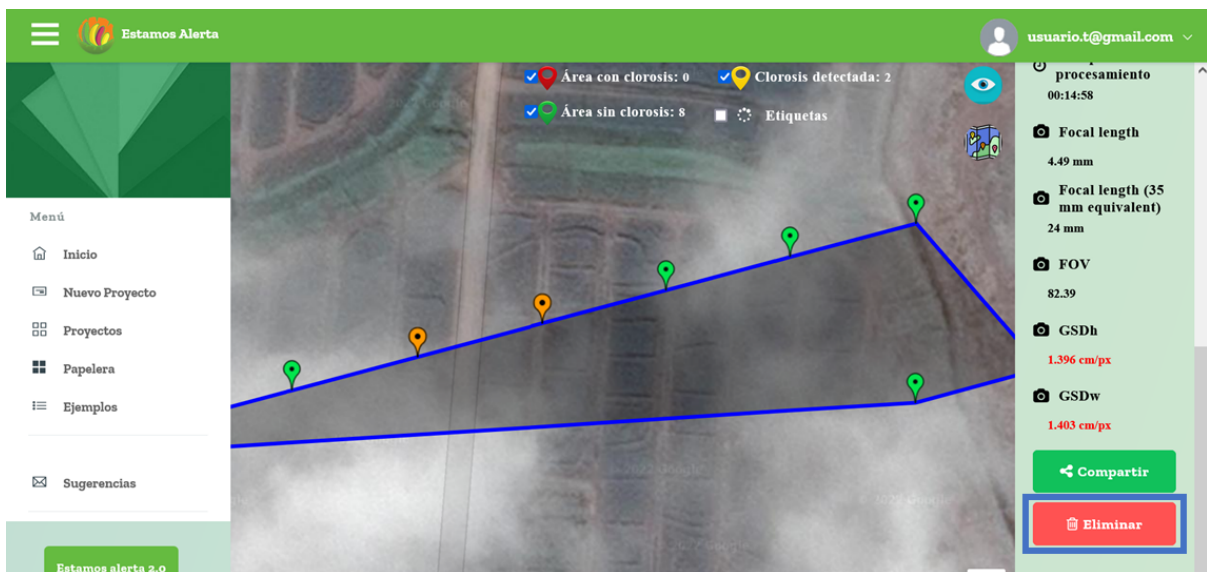 Estamos Alerta
usuario.t@gmail.com
Menú
Inicio
Nuevo Proyecto
Proyectos
Papelera
Ejemplos
Sugerencias
Estamos alerta 2.0
Área con clorosis: 0
Clorosis detectada: 2
Área sin clorosis: 8
Etiquetas
procesamiento
00:14:58
Focal length
4.49 mm
Focal length (35
mm equivalent)
24 mm
FOV
82.39
GSDh
1.396 cm/px
GSDw
1.403 cm/px
Compartir
Eliminar